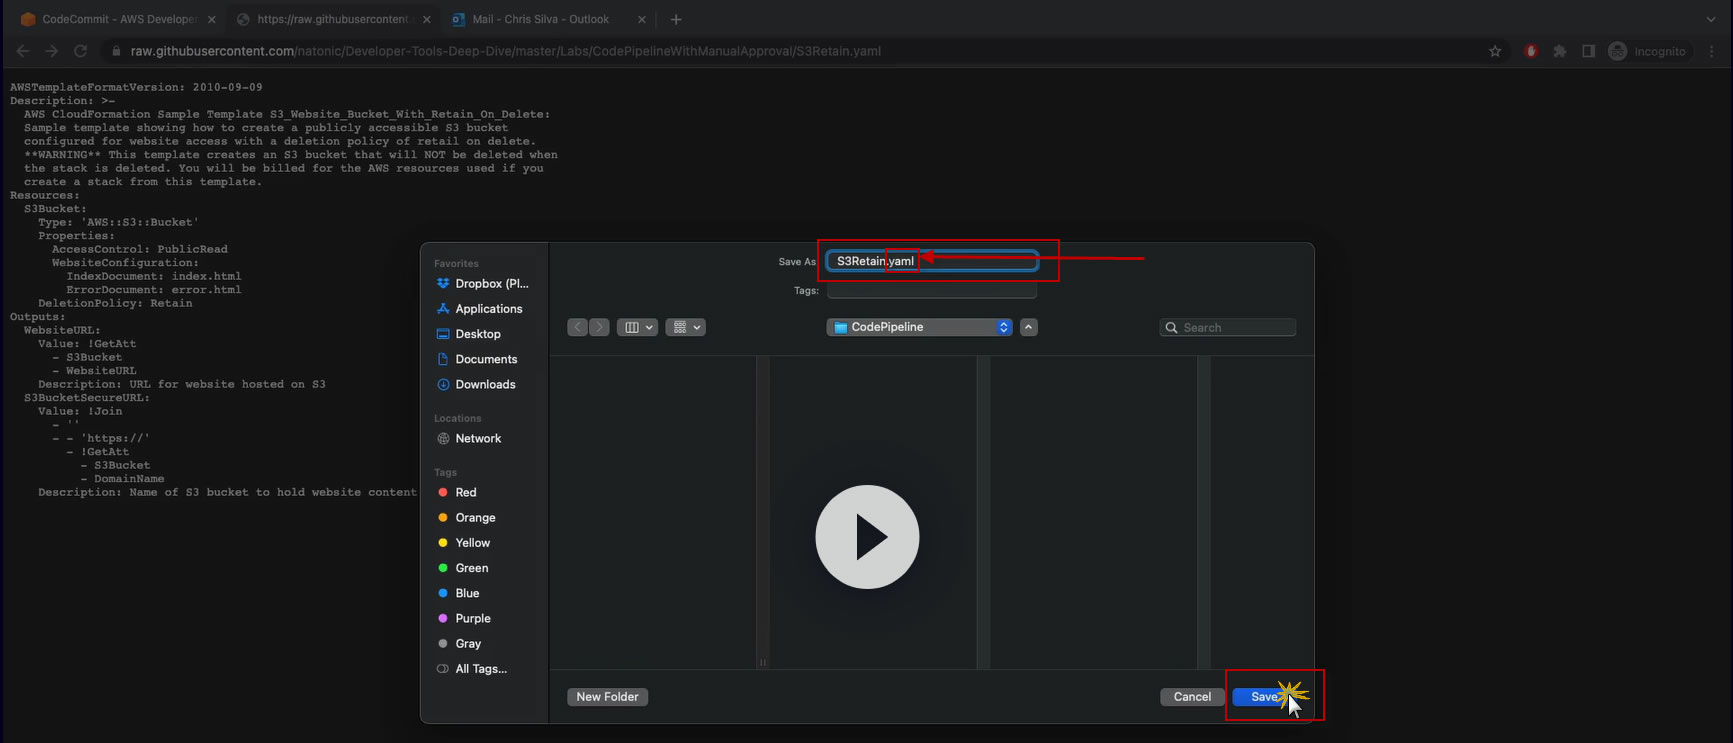 CodeCommit - AWS Developer
https://raw.githubusercontent.
Mail - Chris Silva - Outlook
raw.githubusercontent.com/natonic/Developer-Tools-Deep-Dive/master/Labs/CodePipelineWithManualApproval/S3Retain.yaml
Incognito
AWSTemplateFormatVersion: 2010-09-09
Description: >-
AWS CloudFormation Sample Template S3_Website_Bucket_With_Retain_On_Delete:
Sample template showing how to create a publicly accessible S3 bucket
configured for website access with a deletion policy of retail on delete.
**WARNING** This template creates an S3 bucket that will NOT be deleted when
the stack is deleted. You will be billed for the AWS resources used if you
create a stack from this template.
Resources:
S3Bucket:
Type: 'AWS::S3::Bucket'
Properties:
AccessControl: PublicRead
WebsiteConfiguration:
IndexDocument: index.html
ErrorDocument: error.html
DeletionPolicy: Retain
Outputs:
WebsiteURL:
Value: !GetAtt
- S3Bucket
- WebsiteURL
Description: URL for website hosted on S3
S3BucketSecureURL:
Value: !Join
- ''
- - 'https://'
- !GetAtt
- S3Bucket
- DomainName
Description: Name of S3 bucket to hold website content
Save As:
S3Retain.yaml
Tags:
CodePipeline
Search
Favorites
Dropbox (Pl...
Applications
Desktop
Documents
Downloads
Locations
Network
Tags
Red
Orange
Yellow
Green
Blue
Purple
Gray
All Tags...
New Folder
Cancel
Save